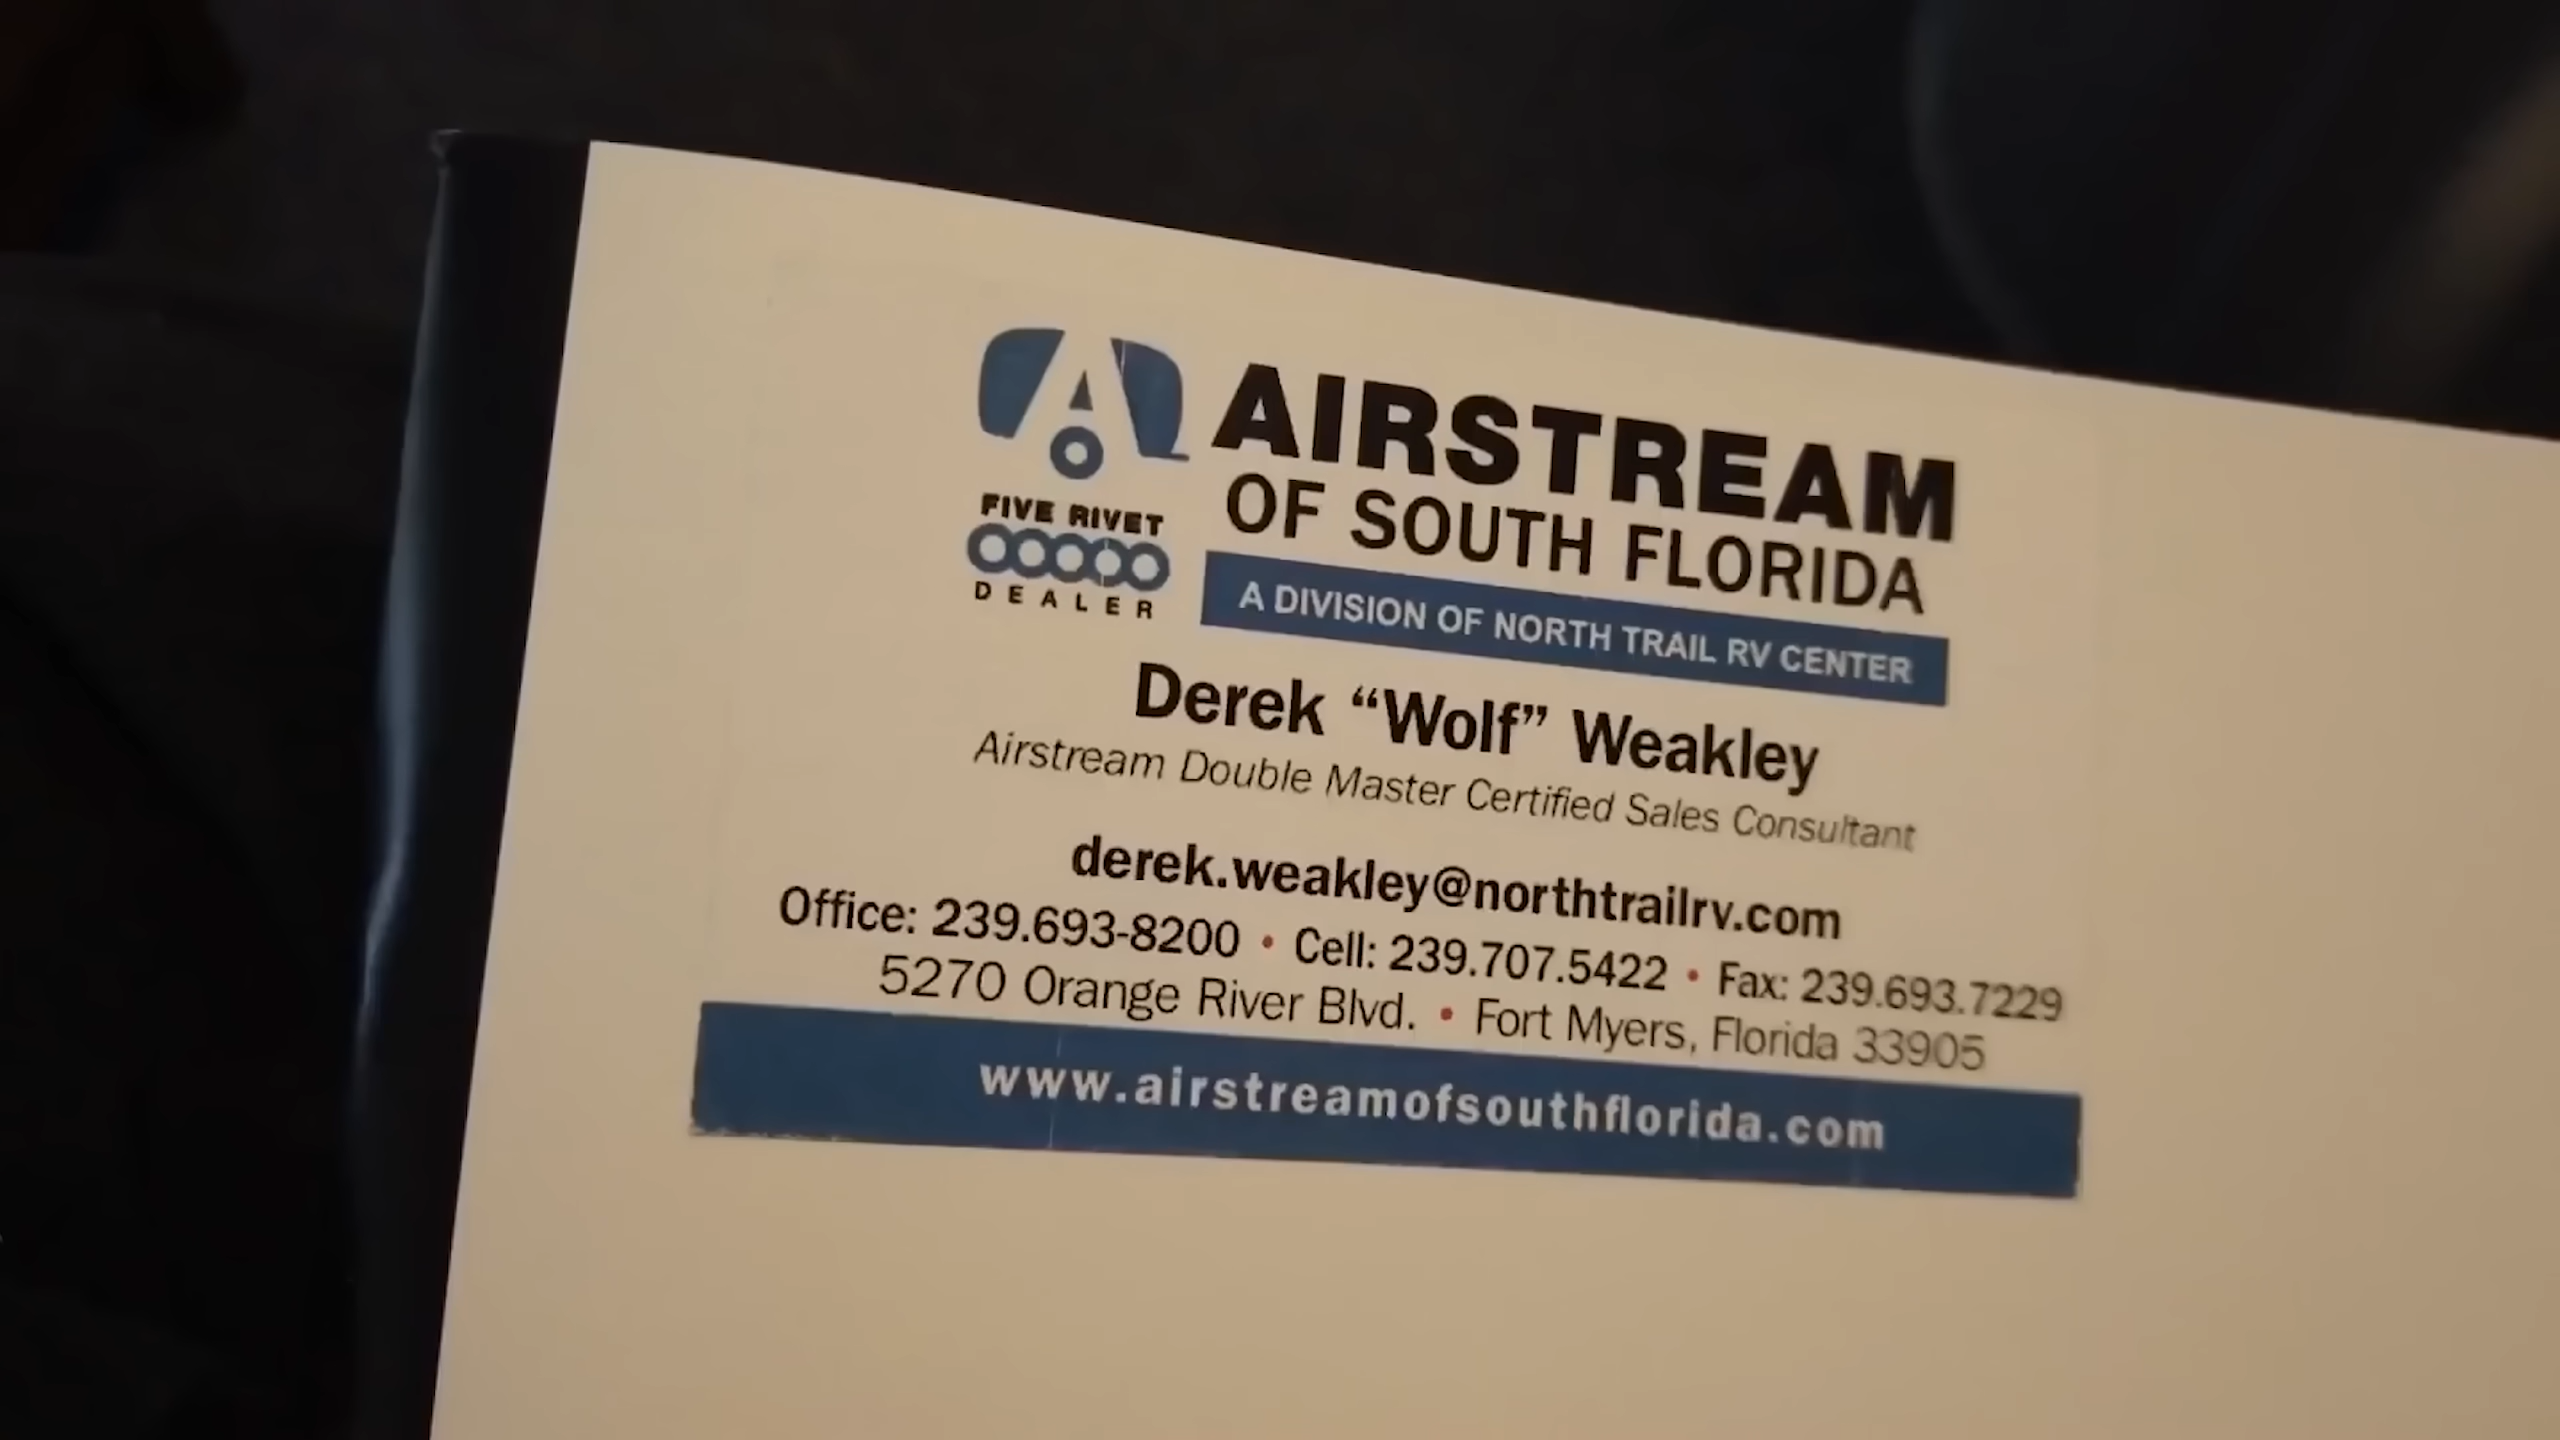 AIRSTREAM
OF SOUTH FLORIDA
FIVE RIVET
DEALER
A DIVISION OF NORTH TRAIL RV CENTER
Derek “Wolf” Weakley
Airstream Double Master Certified Sales Consultant
derek.weakley@northtrailrv.com
Office: 239.693-8200 • Cell: 239.707.5422 • Fax: 239.693.7229
5270 Orange River Blvd. • Fort Myers, Florida 33905
www.airstreamofsouthflorida.com